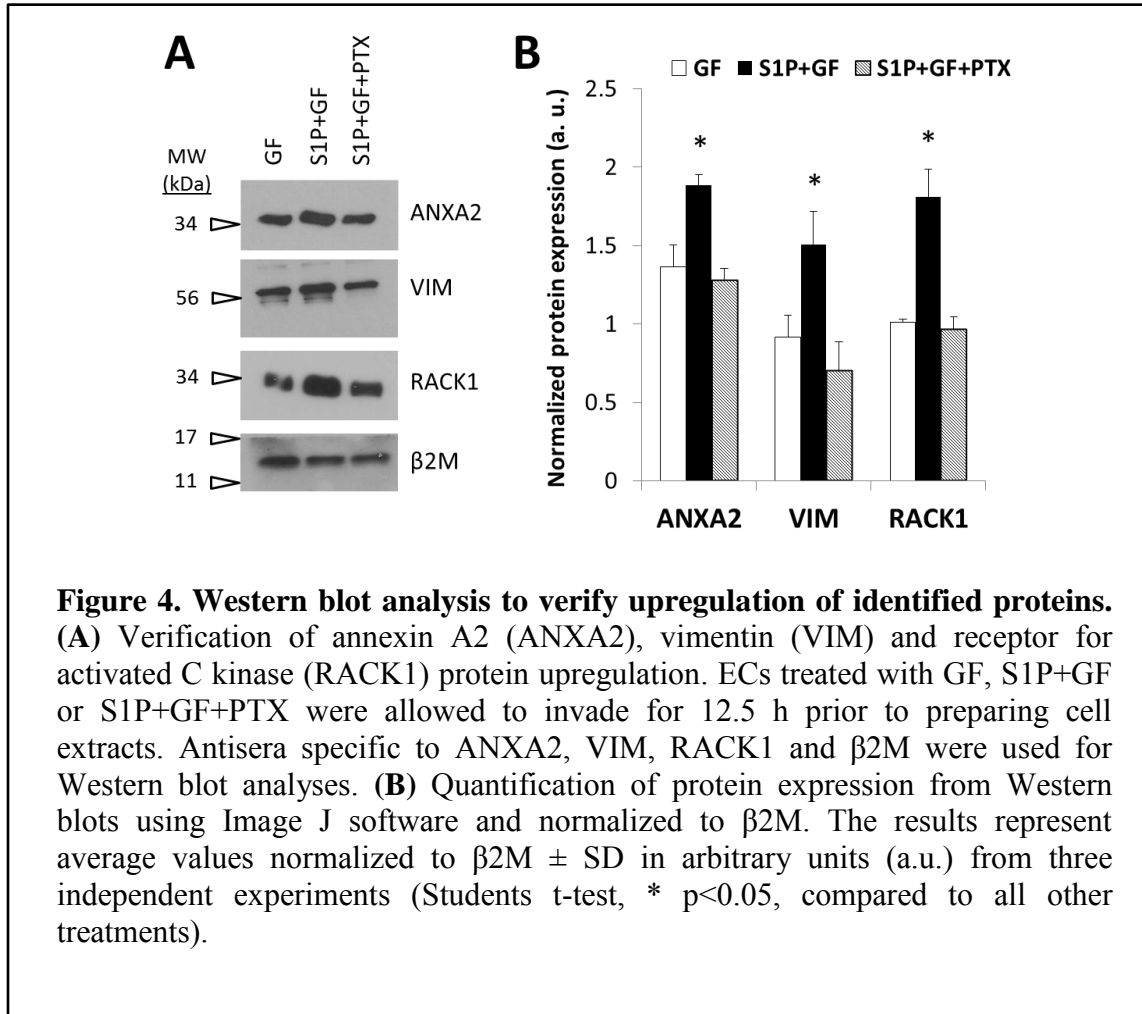 A
GF
S1P+GF
S1P+GF+PTX
MW
(kDa)
34
ANXA2
56
VIM
34
RACK1
17
β2M
11
B
GF S1P+GF S1P+GF+PTX
Normalized protein expression (a. u.)
2.5
2
1.5
1
0.5
0
* * *
ANXA2 VIM RACK1
Figure 4. Western blot analysis to verify upregulation of identified proteins.
(A) Verification of annexin A2 (ANXA2), vimentin (VIM) and receptor for
activated C kinase (RACK1) protein upregulation. ECs treated with GF, S1P+GF
or S1P+GF+PTX were allowed to invade for 12.5 h prior to preparing cell
extracts. Antisera specific to ANXA2, VIM, RACK1 and β2M were used for
Western blot analyses. (B) Quantification of protein expression from Western
blots using Image J software and normalized to β2M. The results represent
average values normalized to β2M ± SD in arbitrary units (a.u.) from three
independent experiments (Students t-test, * p<0.05, compared to all other
treatments).